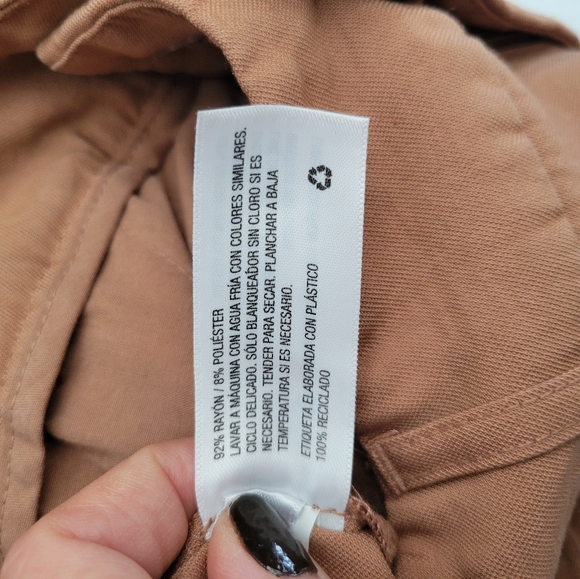 92% RAYÓN / 8% POLIÉSTER
LAVAR A MÁQUINA CON AGUA FRÍA CON COLORES SIMILARES.
CICLO DELICADO. SÓLO BLANQUEADOR SIN CLORO SI ES
NECESARIO. TENDER PARA SECAR. PLANCHAR A BAJA
TEMPERATURA SI ES NECESARIO.
ETIQUETA ELABORADA CON PLÁSTICO
100% RECICLADO